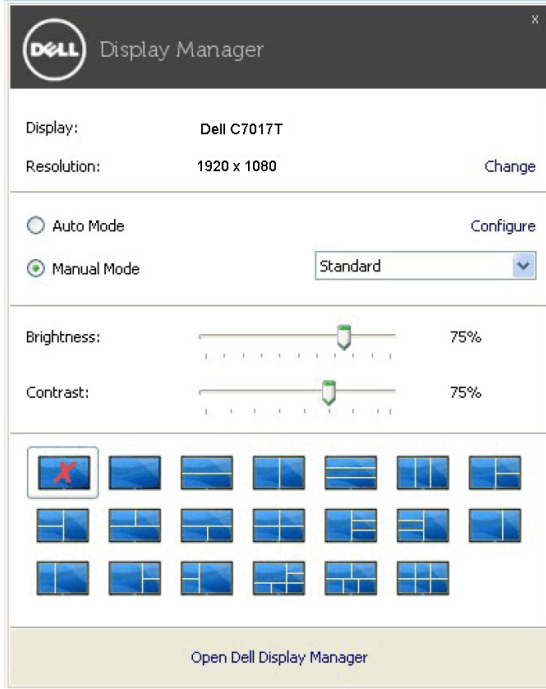 x
DELL Display Manager
Display: Dell C7017T
Resolution: 1920 x 1080 Change
Auto Mode Configure
Manual Mode Standard
Brightness: 75%
Contrast: 75%
X
Open Dell Display Manager